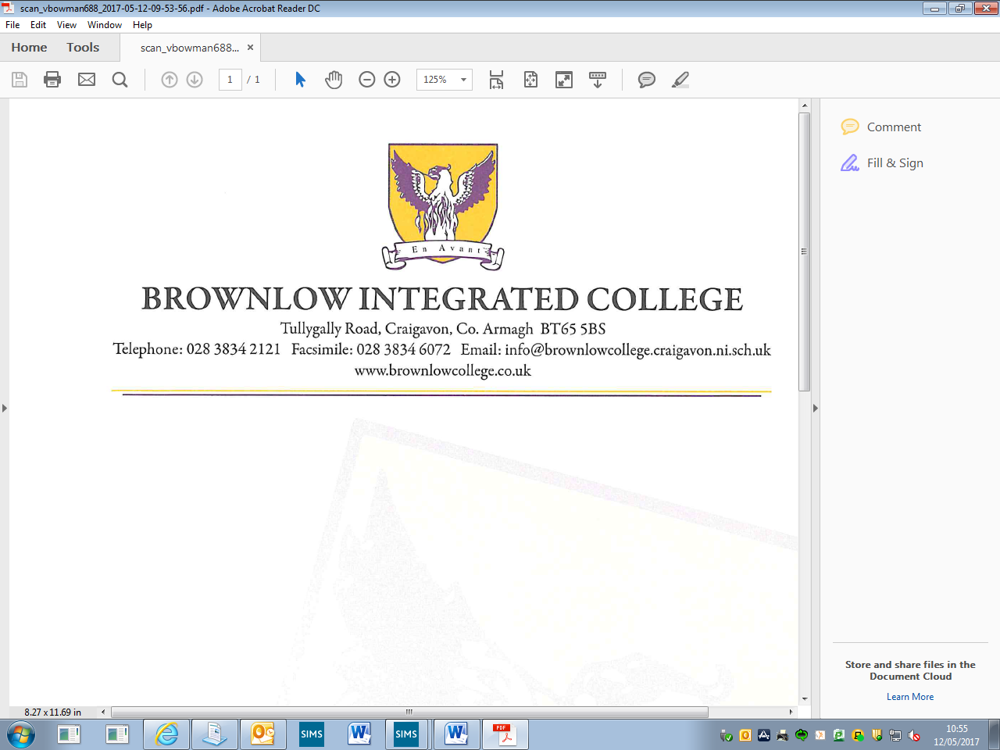 scan_vbowman688_2017-05-12-09-53-56.pdf - Adobe Acrobat Reader DC
File Edit View Window Help
Home Tools scan_vbowman688... ×
1 / 1 125%
Comment
Fill & Sign
En Avant
BROWNLOW INTEGRATED COLLEGE
Tullygally Road, Craigavon, Co. Armagh BT65 5BS
Telephone: 028 3834 2121 Facsimile: 028 3834 6072 Email: info@brownlowcollege.craigavon.ni.sch.uk
www.brownlowcollege.co.uk
Store and share files in the
Document Cloud
Learn More
8.27 x 11.69 in
SIMS SIMS PDF
10:55
12/05/2017